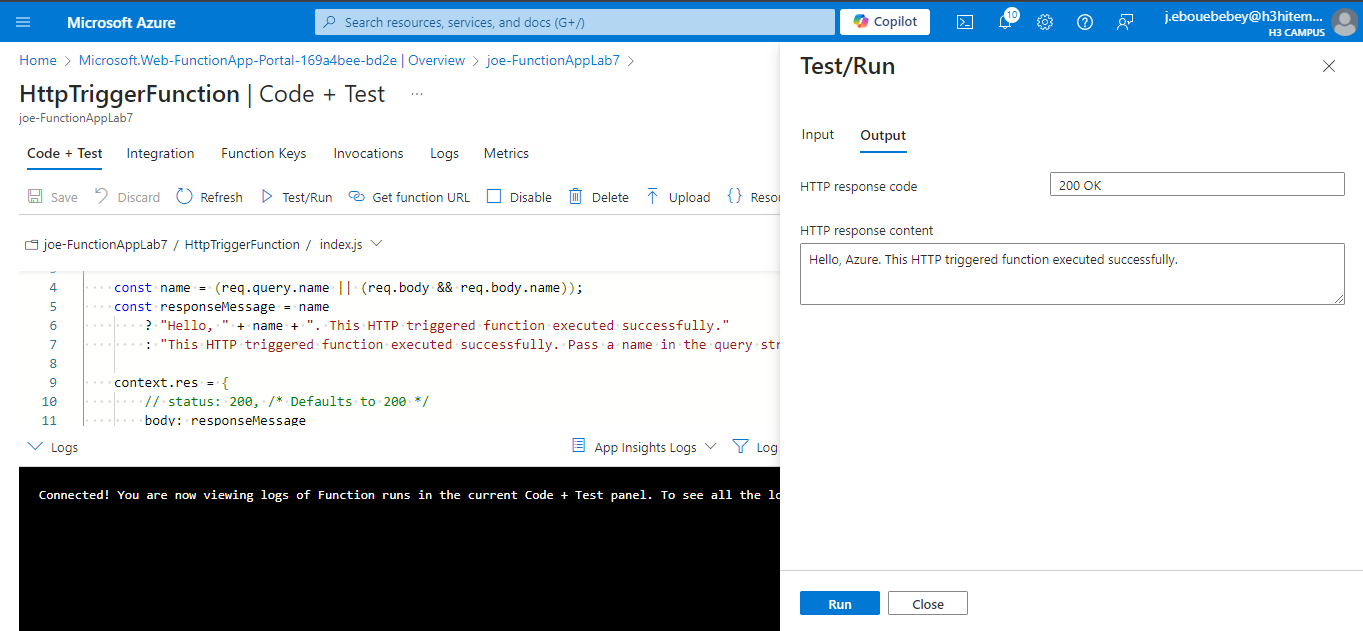 Microsoft Azure
Search resources, services, and docs (G+/)
Copilot
10
j.ebouebebey@h3hitem...
H3 CAMPUS
Home > Microsoft.Web-FunctionApp-Portal-169a4bee-bd2e | Overview > joe-FunctionAppLab7 >
HttpTriggerFunction | Code + Test ...
joe-FunctionAppLab7
Code + Test Integration Function Keys Invocations Logs Metrics
Save Discard Refresh Test/Run Get function URL Disable Delete Upload {} Resou
joe-FunctionAppLab7 / HttpTriggerFunction / index.js
4 const name = (req.query.name || (req.body && req.body.name));
5 const responseMessage = name
6 ? "Hello, " + name + ". This HTTP triggered function executed successfully."
7 : "This HTTP triggered function executed successfully. Pass a name in the query str
8
9 context.res = {
10 // status: 200, /* Defaults to 200 */
11 body: responseMessage
Logs App Insights Logs Log
Connected! You are now viewing logs of Function runs in the current Code + Test panel. To see all the lo
Test/Run
Input Output
HTTP response code
200 OK
HTTP response content
Hello, Azure. This HTTP triggered function executed successfully.
Run Close